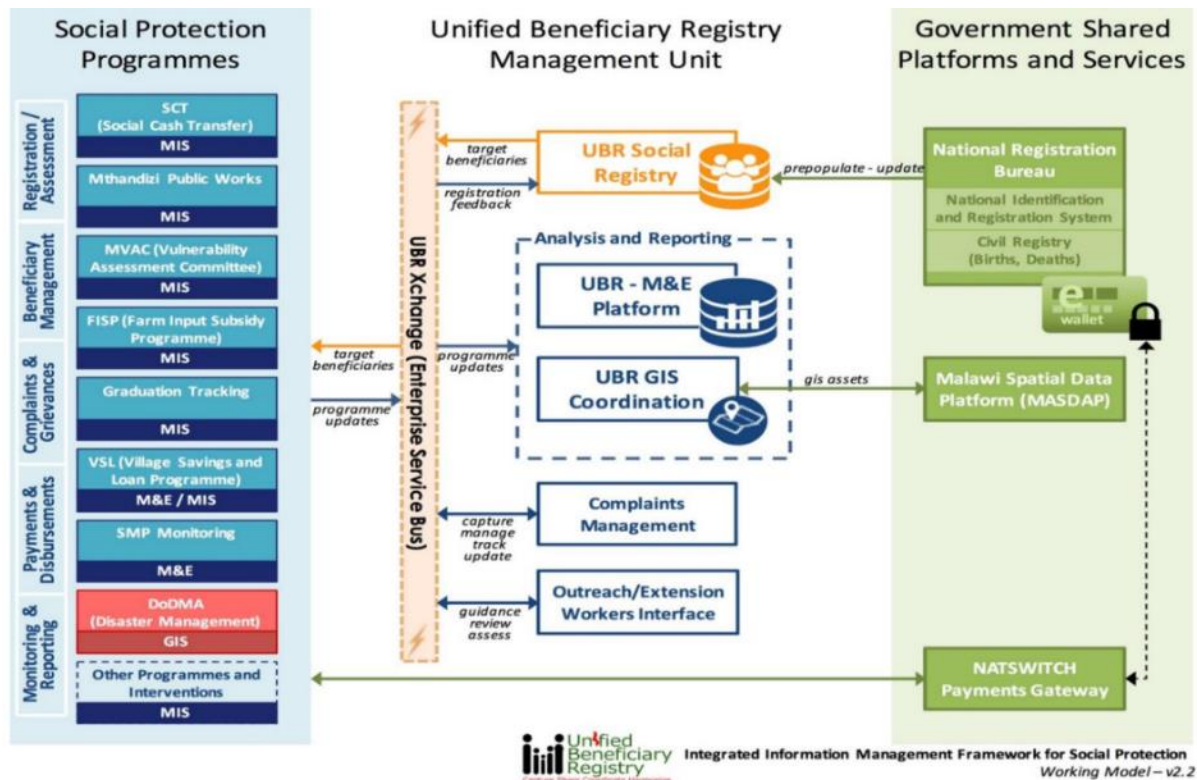 Social Protection
Programmes
Unified Beneficiary Registry
Management Unit
Government Shared
Platforms and Services
Registration /
Assessment
Beneficiary
Management
Complaints &
Grievances
Payments &
Disbursements
Monitoring &
Reporting
SCT
(Social Cash Transfer)
MIS
Mthandizi Public Works
MIS
MVAC (Vulnerability
Assessment Committee)
MIS
FISP (Farm Input Subsidy
Programme)
MIS
Graduation Tracking
MIS
VSL (Village Savings and
Loan Programme)
M&E / MIS
SMP Monitoring
M&E
DoDMA
(Disaster Management)
GIS
Other Programmes and
Interventions
MIS
target
beneficiaries
programme
updates
UBR Xchange (Enterprise Service Bus)
target
beneficiaries
registration
feedback
UBR Social
Registry
programme
updates
Analysis and Reporting
UBR - M&E
Platform
UBR GIS
Coordination
capture
manage
track
update
Complaints
Management
guidance
review
assess
Outreach/Extension
Workers Interface
prepopulate - update
National Registration
Bureau
National Identification
and Registration System
Civil Registry
(Births, Deaths)
e
wallet
gis assets
Malawi Spatial Data
Platform (MASDAP)
NATSWITCH
Payments Gateway
Unified
Beneficiary
Registry
Integrated Information Management Framework for Social Protection
Working Model – v2.2